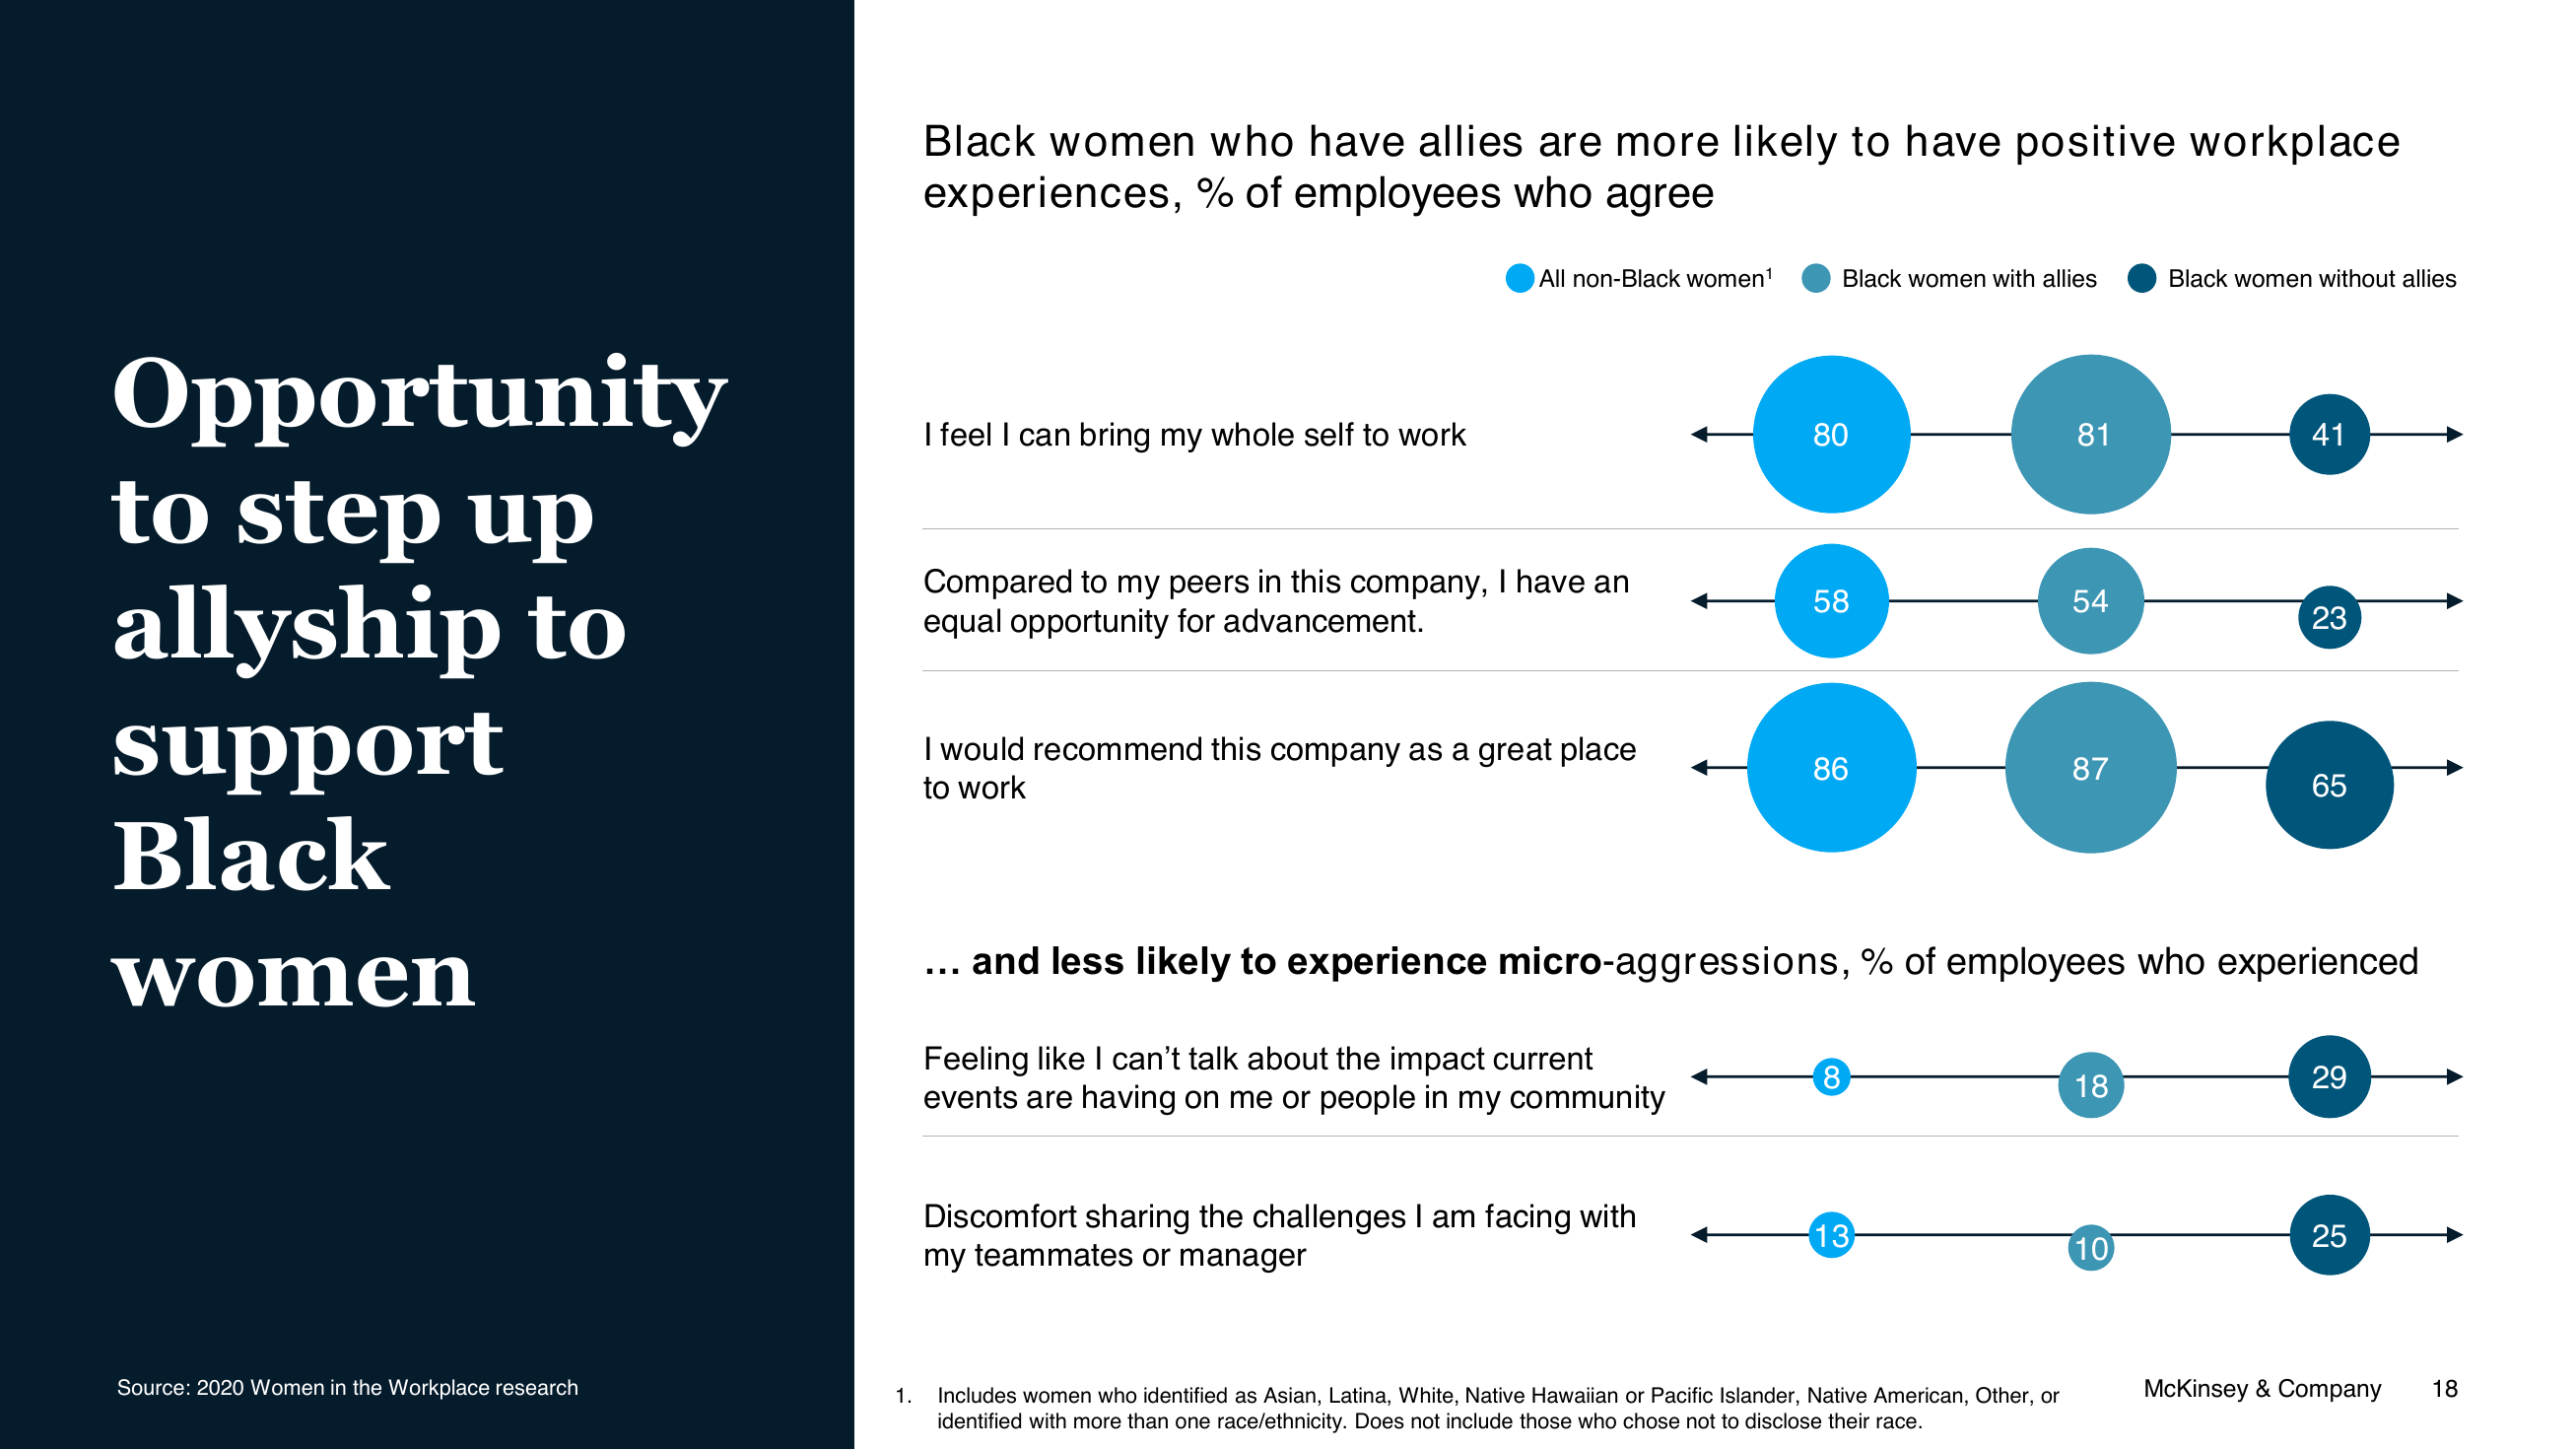 Opportunity
to step up
allyship to
support
Black
women
Source: 2020 Women in the Workplace research
Black women who have allies are more likely to have positive workplace
experiences, % of employees who agree
All non-Black women¹ Black women with allies Black women without allies
I feel I can bring my whole self to work
80 81 41
Compared to my peers in this company, I have an
equal opportunity for advancement.
58 54 23
I would recommend this company as a great place
to work
86 87 65
… and less likely to experience micro-aggressions, % of employees who experienced
Feeling like I can’t talk about the impact current
events are having on me or people in my community
8 18 29
Discomfort sharing the challenges I am facing with
my teammates or manager
13 10 25
1. Includes women who identified as Asian, Latina, White, Native Hawaiian or Pacific Islander, Native American, Other, or
identified with more than one race/ethnicity. Does not include those who chose not to disclose their race.
McKinsey & Company 18